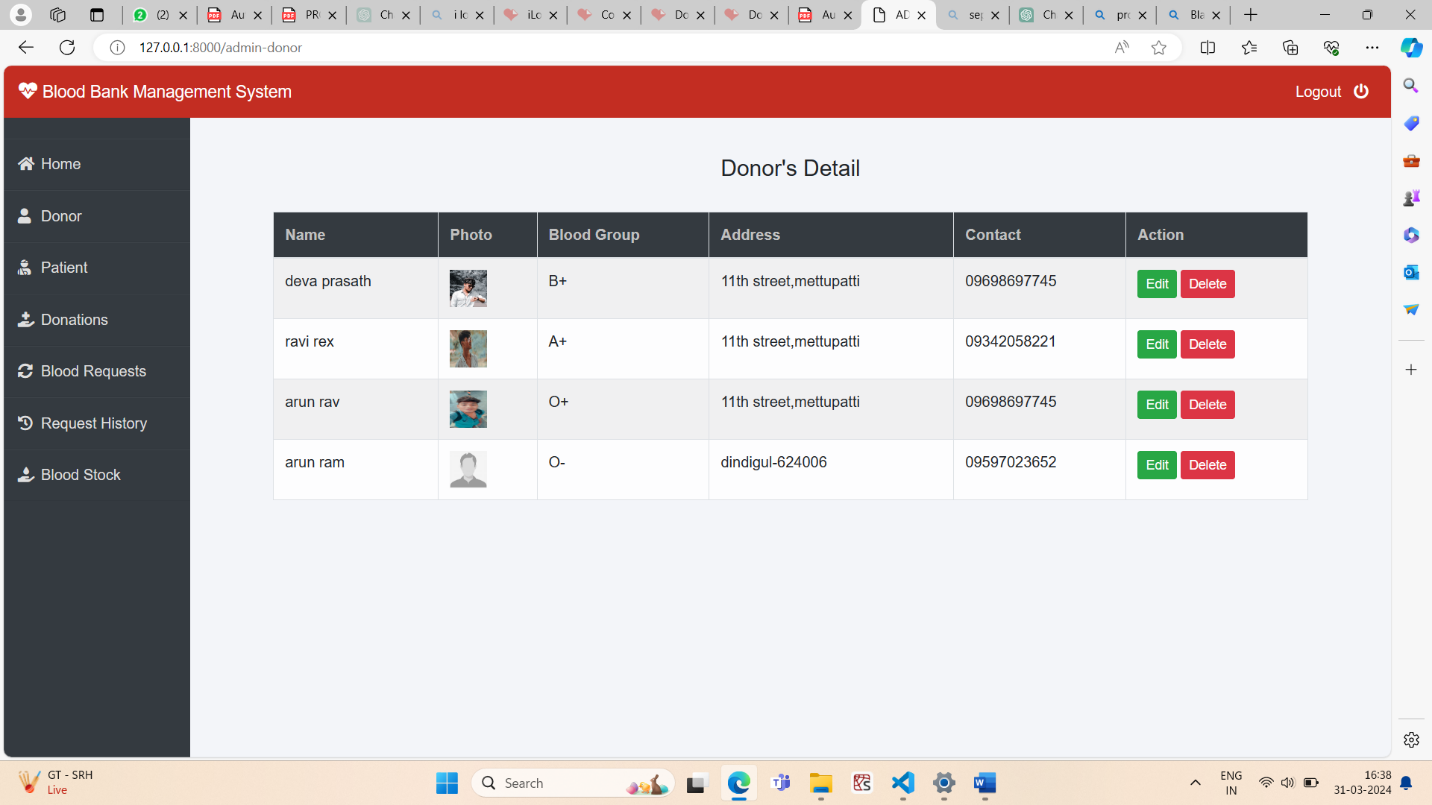 (2)
Au
PR
Ch
i lo
iLo
Co
Do
Do
Au
AD
sep
Ch
pro
Bla
127.0.0.1:8000/admin-donor
Blood Bank Management System
Logout
Home
Donor
Patient
Donations
Blood Requests
Request History
Blood Stock
Donor's Detail
Name Photo Blood Group Address Contact Action
deva prasath B+ 11th street,mettupatti 09698697745 Edit Delete
ravi rex A+ 11th street,mettupatti 09342058221 Edit Delete
arun rav O+ 11th street,mettupatti 09698697745 Edit Delete
arun ram O- dindigul-624006 09597023652 Edit Delete
GT - SRH
Live
Search
ENG
IN
16:38
31-03-2024